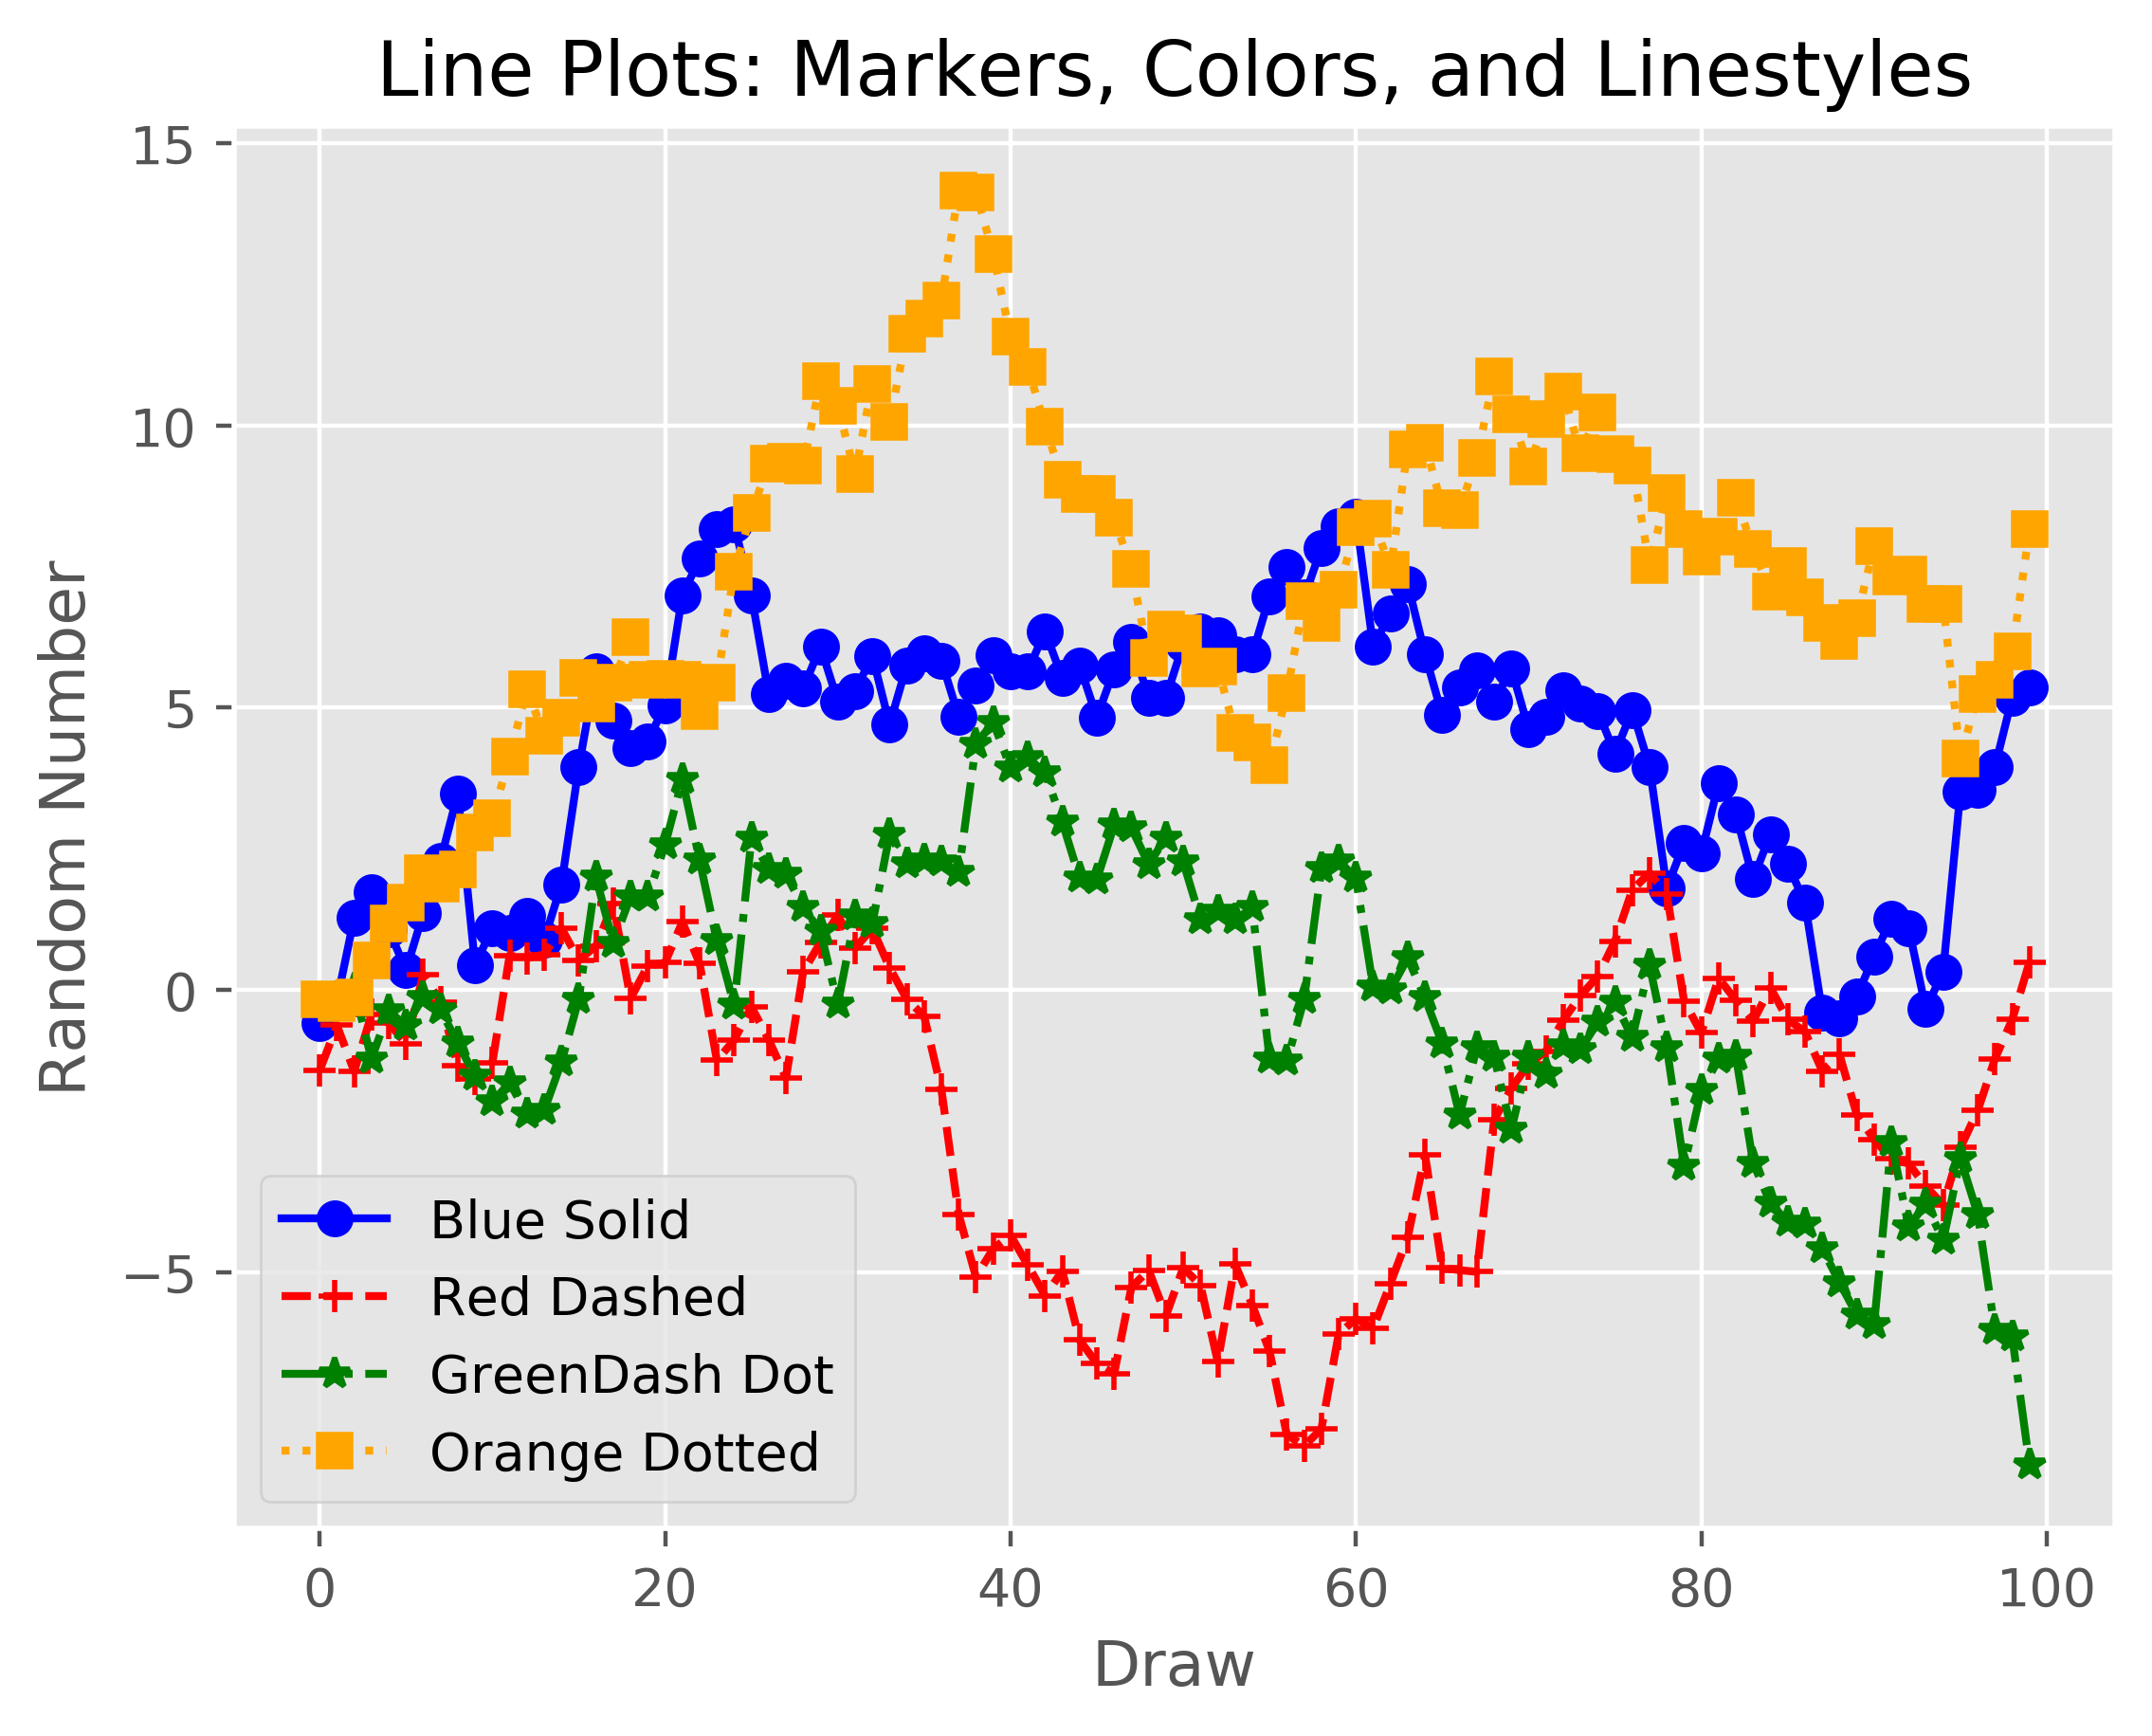 Line Plots: Markers, Colors, and Linestyles
15
10
5
0
−5
Random Number
Blue Solid
Red Dashed
GreenDash Dot
Orange Dotted
0 20 40 60 80 100
Draw